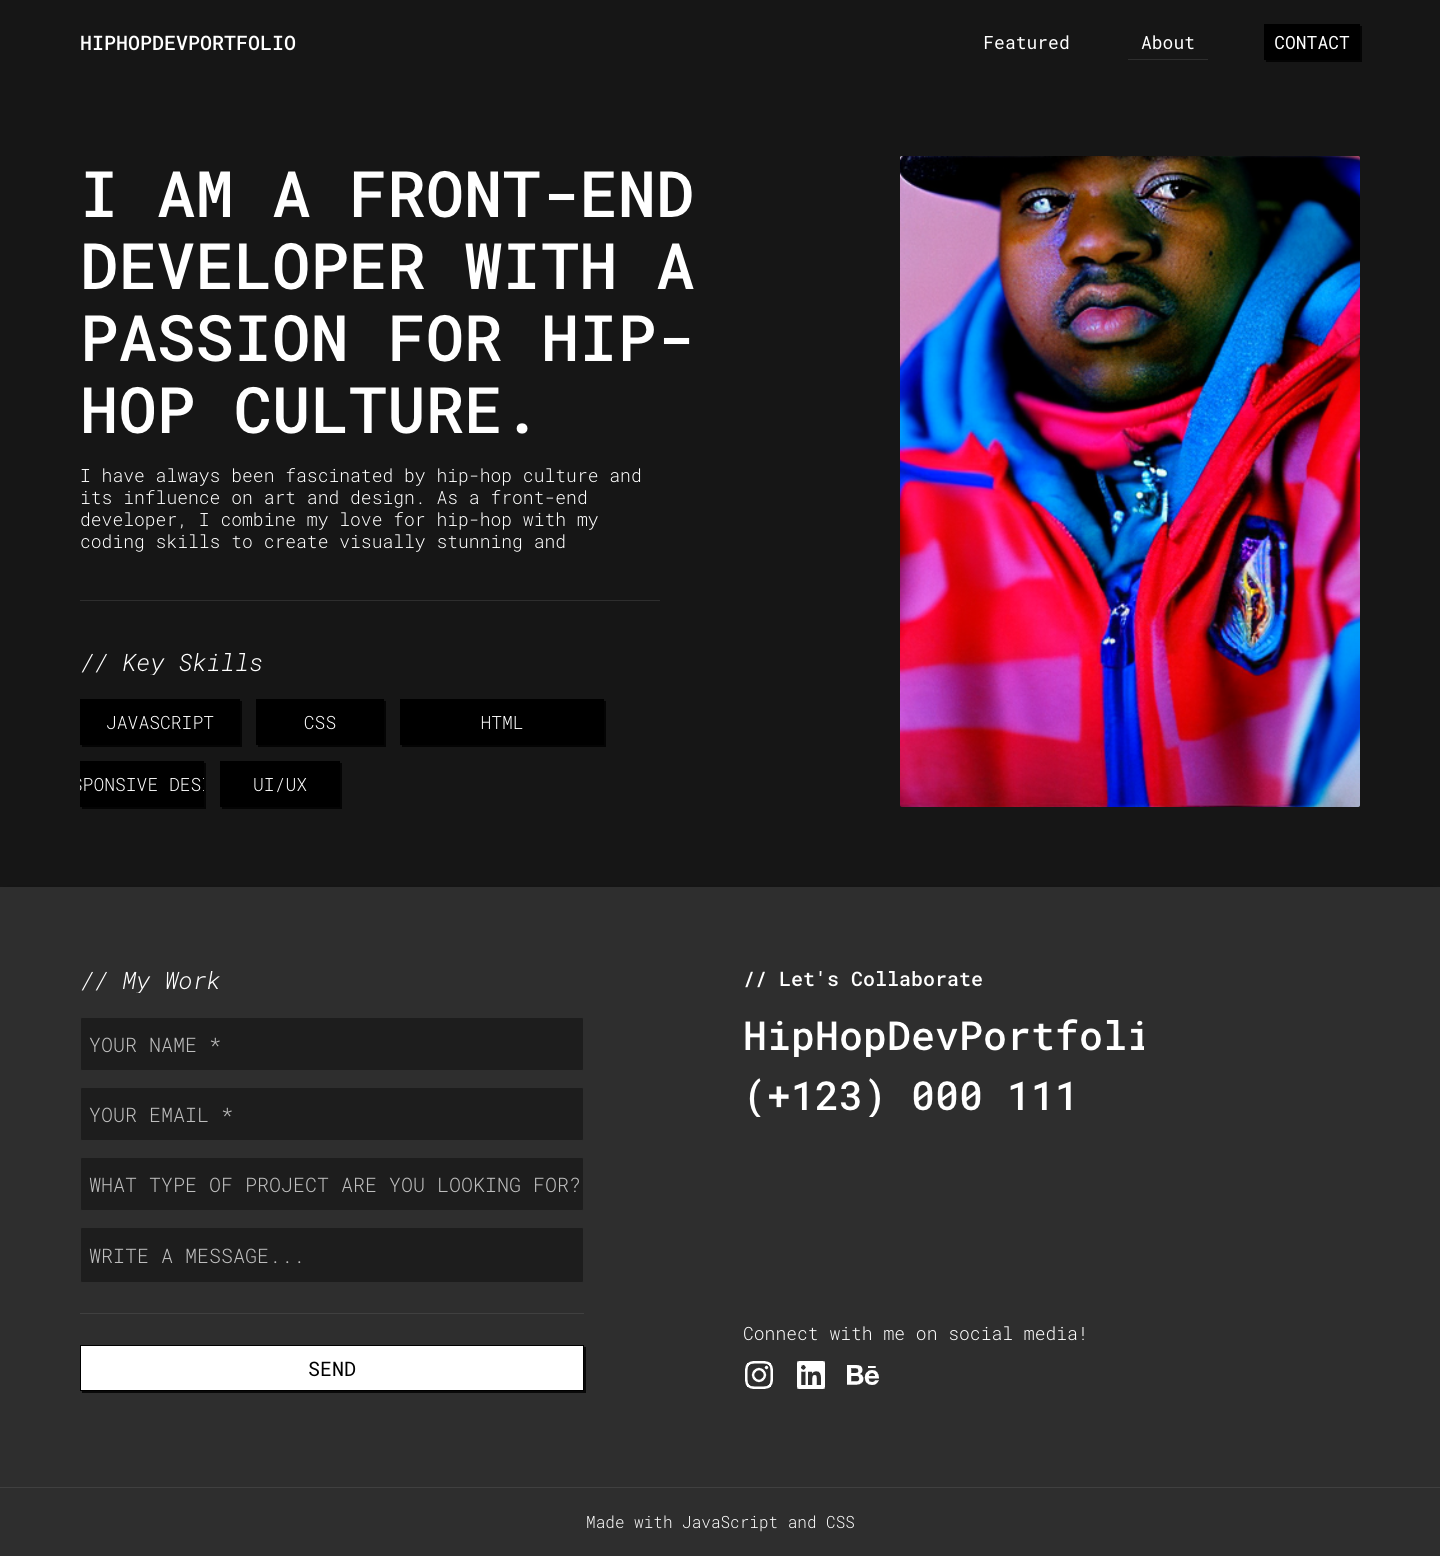 HIPHOPDEVPORTFOLIO
Featured
About
CONTACT
I AM A FRONT-END
DEVELOPER WITH A
PASSION FOR HIP-
HOP CULTURE.
I have always been fascinated by hip-hop culture and
its influence on art and design. As a front-end
developer, I combine my love for hip-hop with my
coding skills to create visually stunning and
// Key Skills
JAVASCRIPT
CSS
HTML
SPONSIVE DESI
UI/UX
// My Work
YOUR NAME *
YOUR EMAIL *
WHAT TYPE OF PROJECT ARE YOU LOOKING FOR?
WRITE A MESSAGE...
SEND
// Let's Collaborate
HipHopDevPortfoli
(+123) 000 111
Connect with me on social media!
in
Bē
Made with JavaScript and CSS